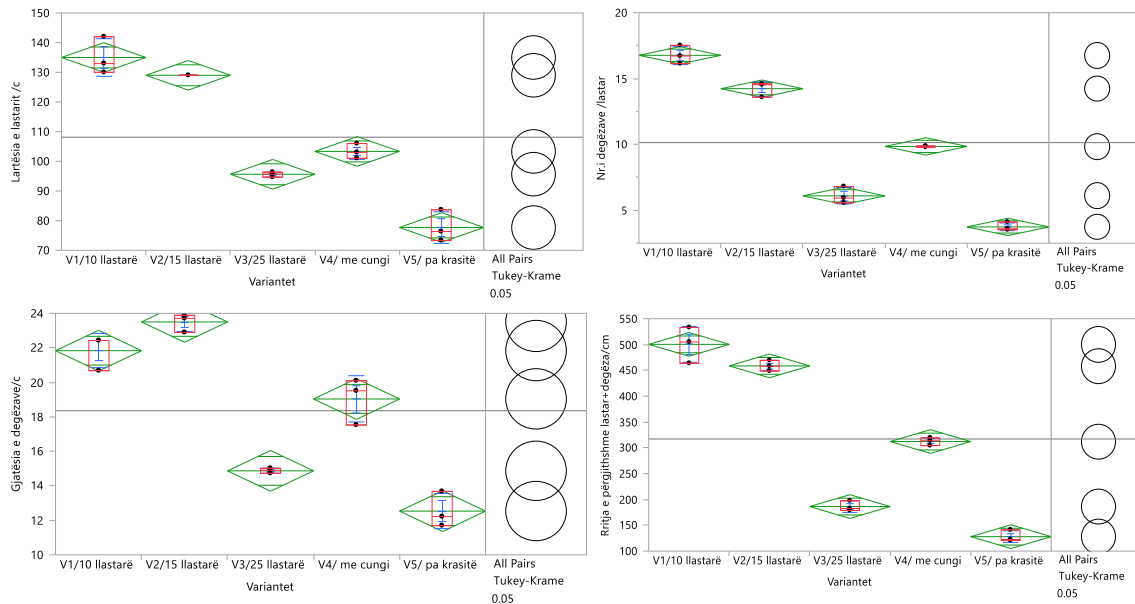 150
140
130
120
110
100
90
80
70
Lartësia e lastarit /c
V1/10 llastarë
V2/15 llastarë
V3/25 llastarë
V4/ me cungi
V5/ pa krasitë
All Pairs
Tukey-Krame
0.05
Variantet
20
15
10
5
Nr.i degëzave /lastar
V1/10 llastarë
V2/15 llastarë
V3/25 llastarë
V4/ me cungi
V5/ pa krasitë
All Pairs
Tukey-Krame
0.05
Variantet
24
22
20
18
16
14
12
10
Gjatësia e degëzave/c
V1/10 llastarë
V2/15 llastarë
V3/25 llastarë
V4/ me cungi
V5/ pa krasitë
All Pairs
Tukey-Krame
0.05
Variantet
550
500
450
400
350
300
250
200
150
100
Rritja e përgjithshme lastar+degëza/cm
V1/10 llastarë
V2/15 llastarë
V3/25 llastarë
V4/ me cungi
V5/ pa krasitë
All Pairs
Tukey-Krame
0.05
Variantet